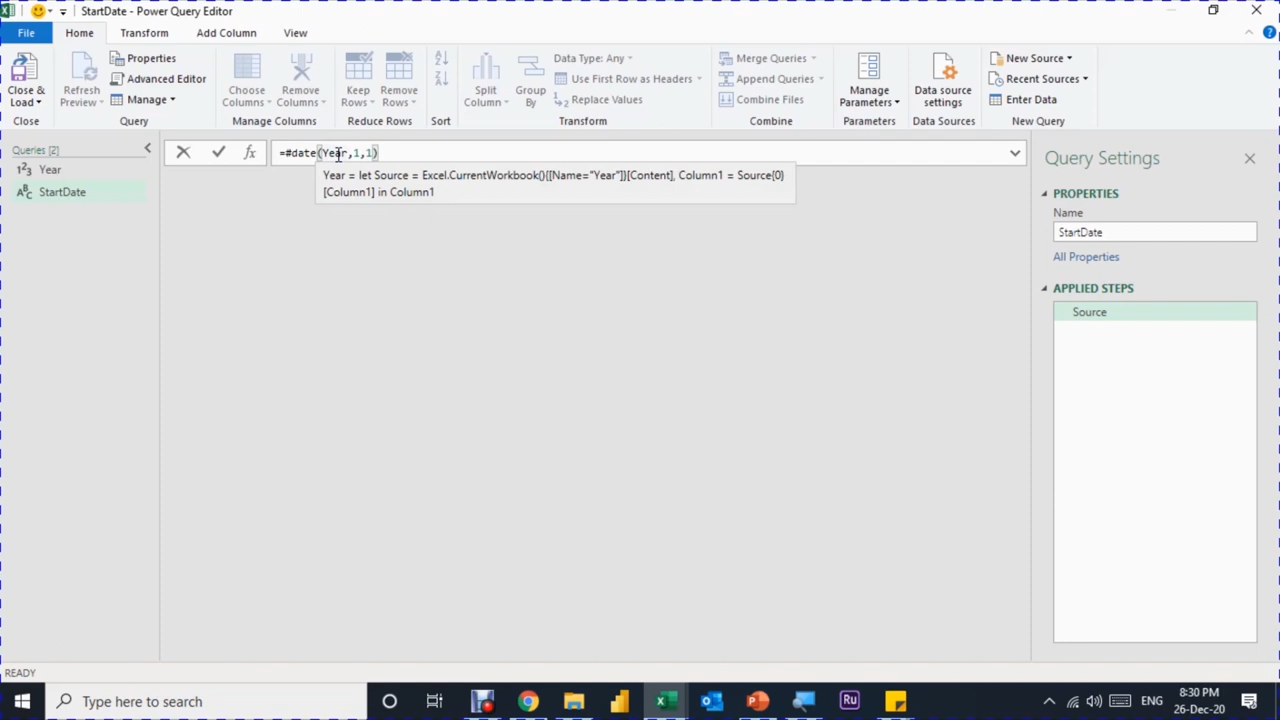 StartDate - Power Query Editor
File
Home
Transform
Add Column
View
Close & Load
Close
Refresh Preview
Properties
Advanced Editor
Manage
Query
Choose Columns
Remove Columns
Manage Columns
Keep Rows
Remove Rows
Reduce Rows
Sort
Split Column
Group By
Data Type: Any
Use First Row as Headers
Replace Values
Transform
Merge Queries
Append Queries
Combine Files
Combine
Manage Parameters
Parameters
Data source settings
Data Sources
New Source
Recent Sources
Enter Data
New Query
Queries [2]
Year
StartDate
=#date(Year,1,1)
Year = let Source = Excel.CurrentWorkbook(){[Name="Year"]}[Content], Column1 = Source{0}
[Column1] in Column1
Query Settings
PROPERTIES
Name
StartDate
All Properties
APPLIED STEPS
Source
READY
Type here to search
ENG
8:30 PM
26-Dec-20